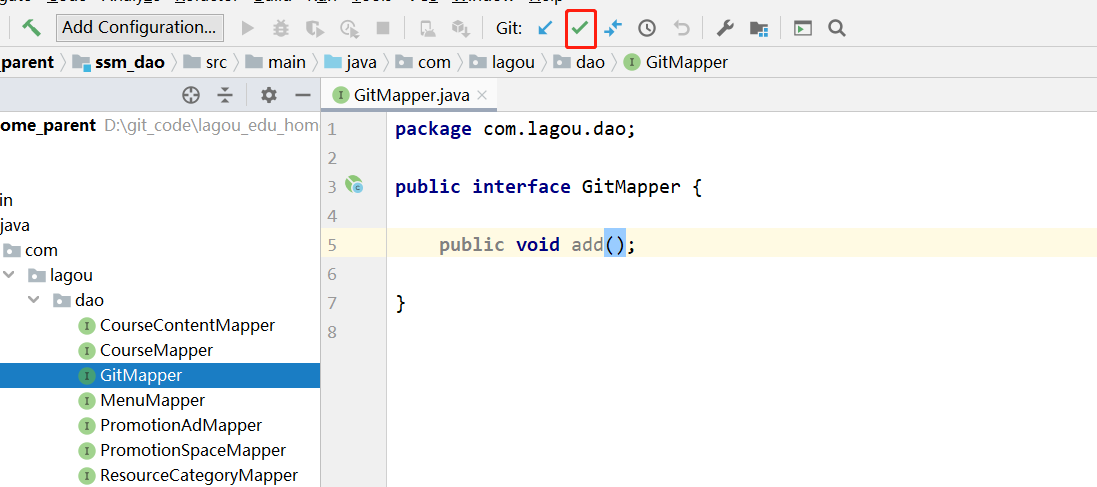 Add Configuration...
Git:
_parent ssm_dao src main java com lagou dao GitMapper
GitMapper.java
ome_parent D:\git_code\lagou_edu_hom
in
java
com
lagou
dao
CourseContentMapper
CourseMapper
GitMapper
MenuMapper
PromotionAdMapper
PromotionSpaceMapper
ResourceCategoryMapper
1 package com.lagou.dao;
2
3 public interface GitMapper {
4
5 public void add();
6
7 }
8